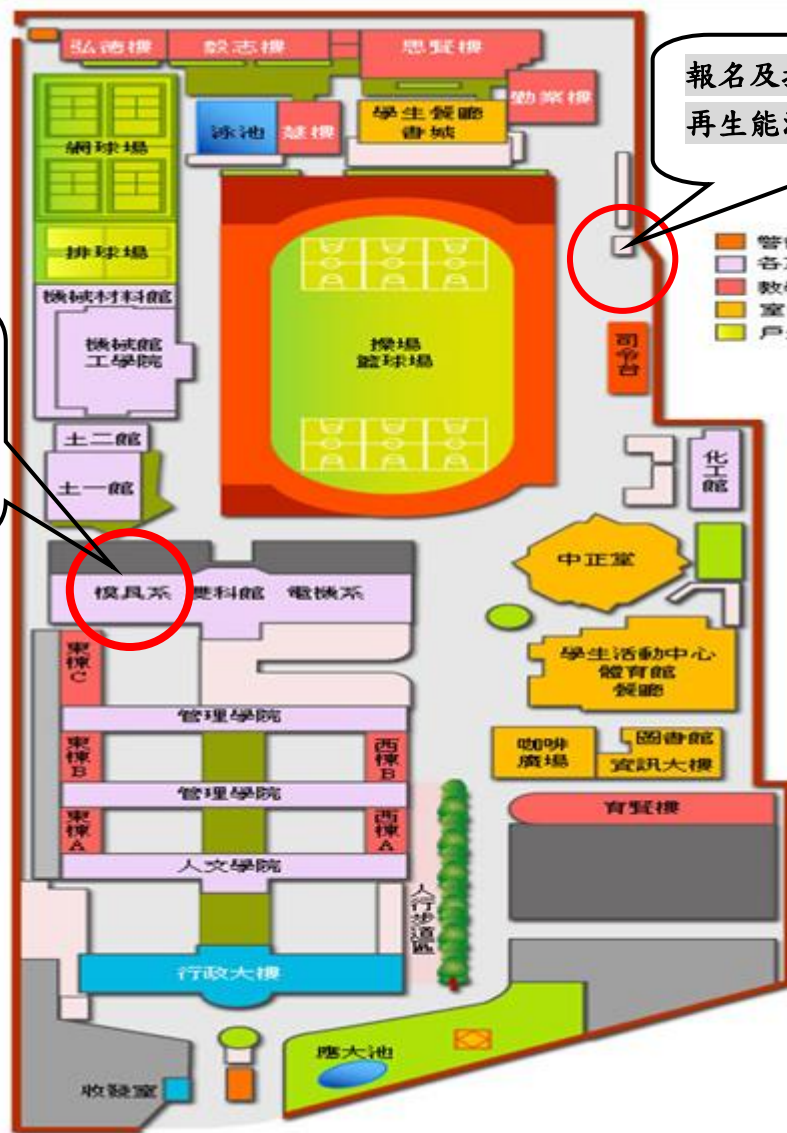 弘德樓
毅志樓
思賢樓
勤業樓
泳池
學生餐廳
書城
報名及
再生能
網球場
排球場
機械材料館
機械館
工學院
操場
籃球場
司令台
室
戶
土二館
土一館
化工館
中正堂
模具系
雙科館
電機系
學生活動中心
體育館
餐廳
東棟C
管理學院
東棟B
西棟B
咖啡
廣場
圖書館
資訊大樓
管理學院
東棟A
西棟A
育賢樓
人文學院
人行步道區
行政大樓
應大池
收發室